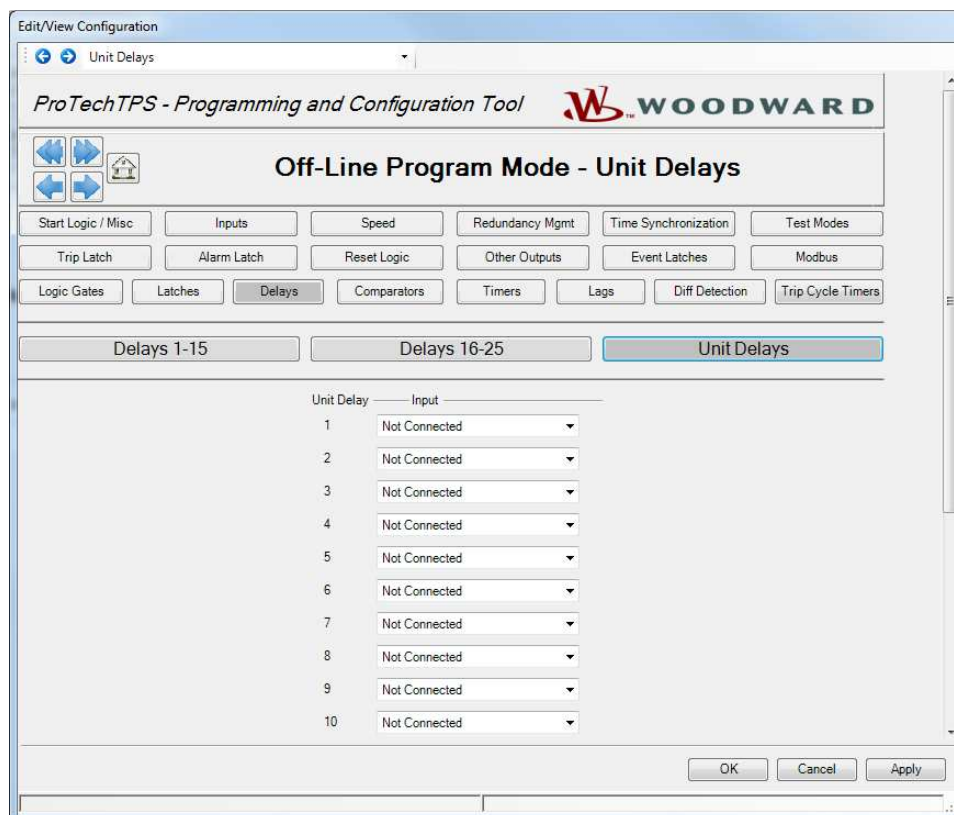 Edit/View Configuration
Unit Delays
ProTechTPS - Programming and Configuration Tool WOODWARD
Off-Line Program Mode - Unit Delays
Start Logic / Misc Inputs Speed Redundancy Mgmt Time Synchronization Test Modes
Trip Latch Alarm Latch Reset Logic Other Outputs Event Latches Modbus
Logic Gates Latches Delays Comparators Timers Lags Diff Detection Trip Cycle Timers
Delays 1-15 Delays 16-25 Unit Delays
Unit Delay Input
1 Not Connected
2 Not Connected
3 Not Connected
4 Not Connected
5 Not Connected
6 Not Connected
7 Not Connected
8 Not Connected
9 Not Connected
10 Not Connected
OK Cancel Apply